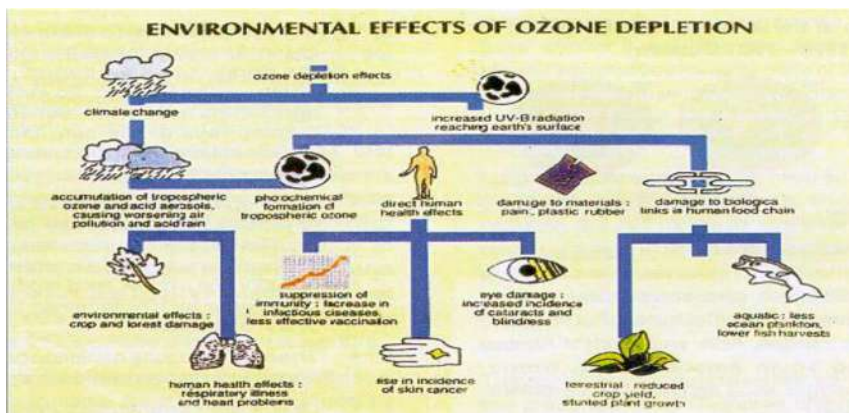 ENVIRONMENTAL EFFECTS OF OZONE DEPLETION
ozone depletion effects
climate change
increased UV-B radiation
reaching earth's surface
accumulation of tropospheric
ozone and acid aerosols,
causing worsening air
pollution and acid rain
photochemical
formation of
tropospheric ozone
direct human
health effects
damage to materials :
pain, plastic rubber
damage to biologica
links in human food chain
environmental effects :
crop and forest damage
suppression of
immunity : increase in
infectious diseases,
less effective vaccination
eye damage :
increased incidence
of cataracts and
blindness
aquatic : less
ocean plankton,
lower fish harvests
human health effects :
respiratory illness
and heart problems
rise in incidence
of skin cancer
terrestrial : reduced
crop yield,
stunted plant growth